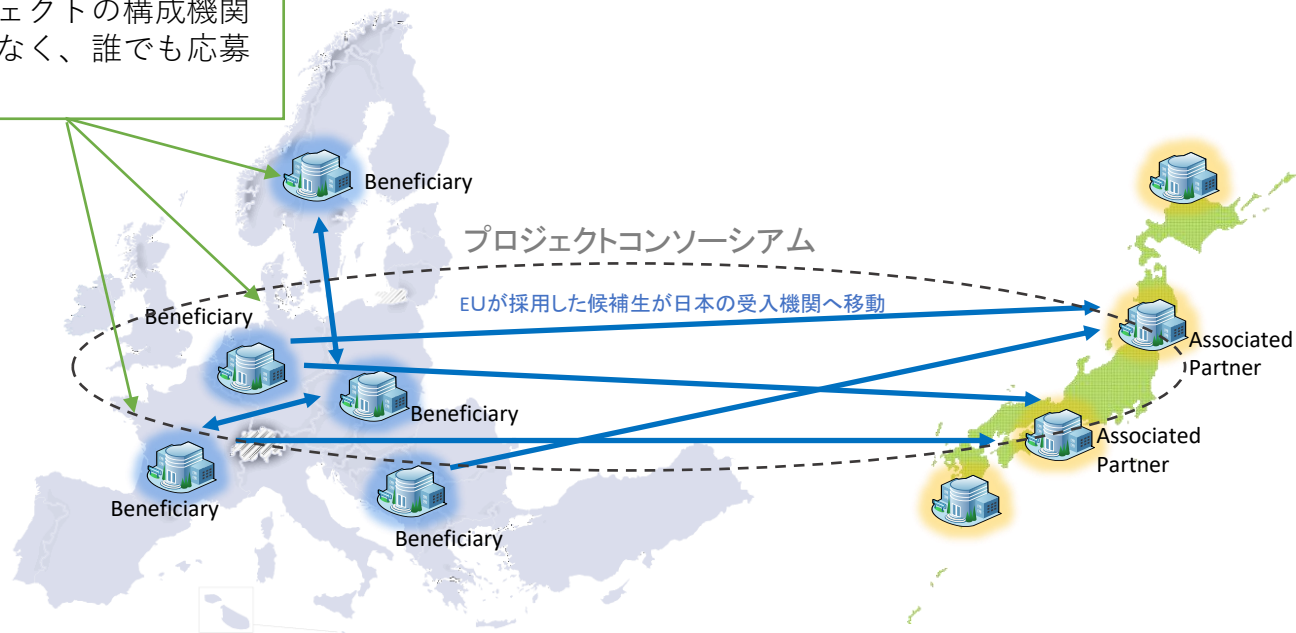 ェクトの構成機関
なく、誰でも応募
Beneficiary
プロジェクトコンソーシアム
EUが採用した候補生が日本の受入機関へ移動
Beneficiary
Associated
Partner
Beneficiary
Associated
Partner
Beneficiary
Beneficiary